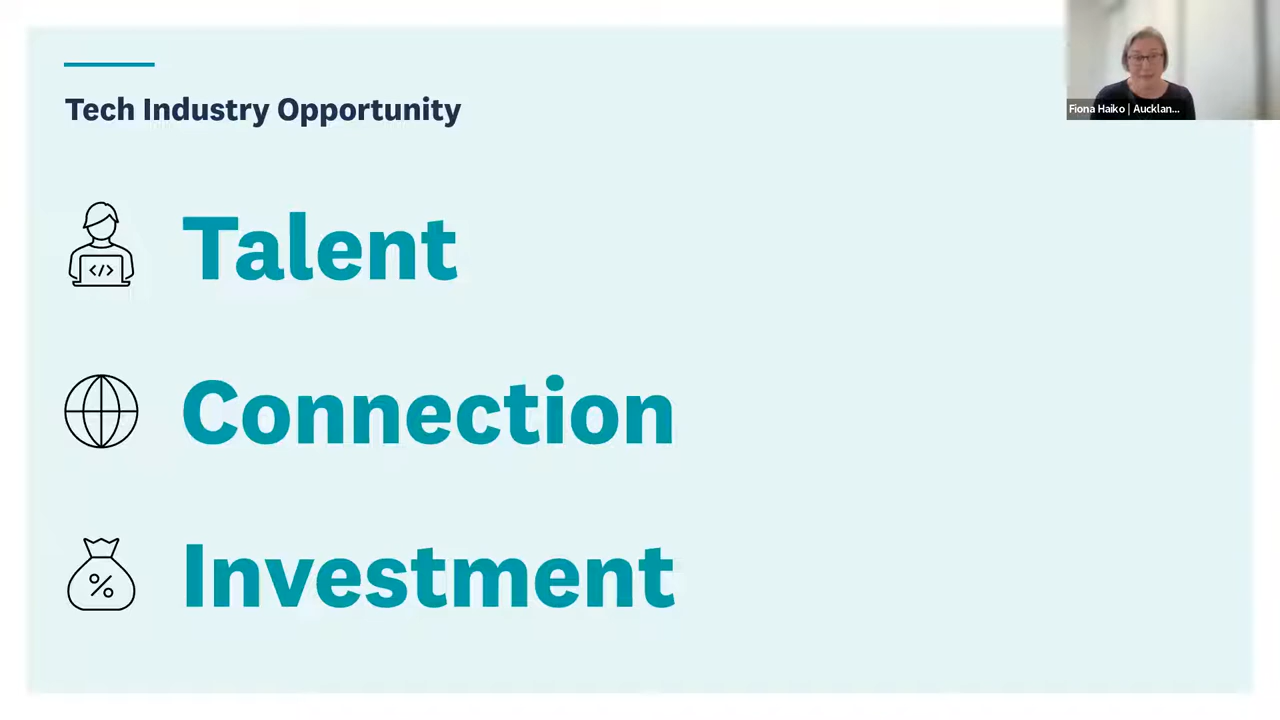 Tech Industry Opportunity
Fiona Haiko | Aucklan...
</>
Talent
Connection
%
Investment